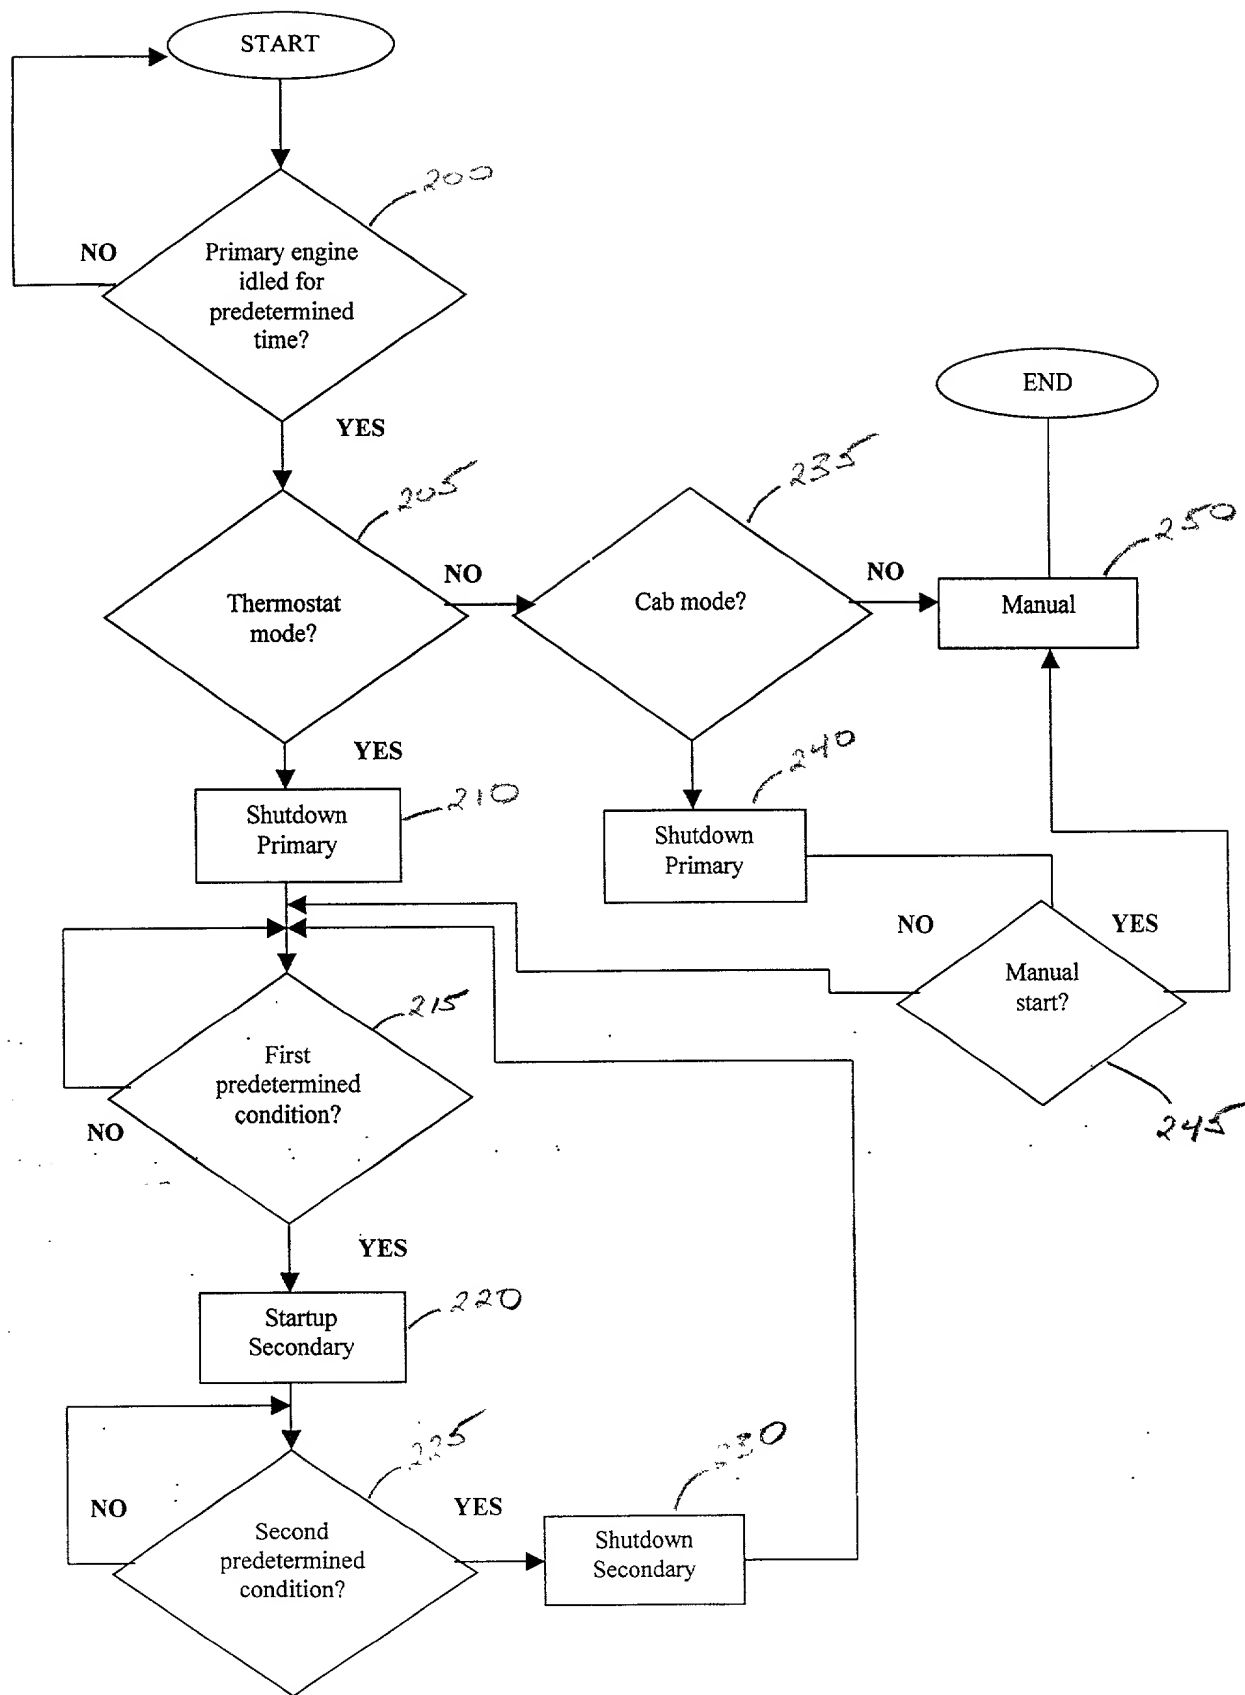 START
200
NO
Primary engine
idled for
predetermined
time?
YES
END
205
235
250
NO
NO
Thermostat
mode?
Cab mode?
Manual
YES
240
210
Shutdown
Primary
Shutdown
Primary
NO
YES
Manual
start?
215
First
predetermined
condition?
NO
245
YES
220
Startup
Secondary
225
230
NO
YES
Second
predetermined
condition?
Shutdown
Secondary